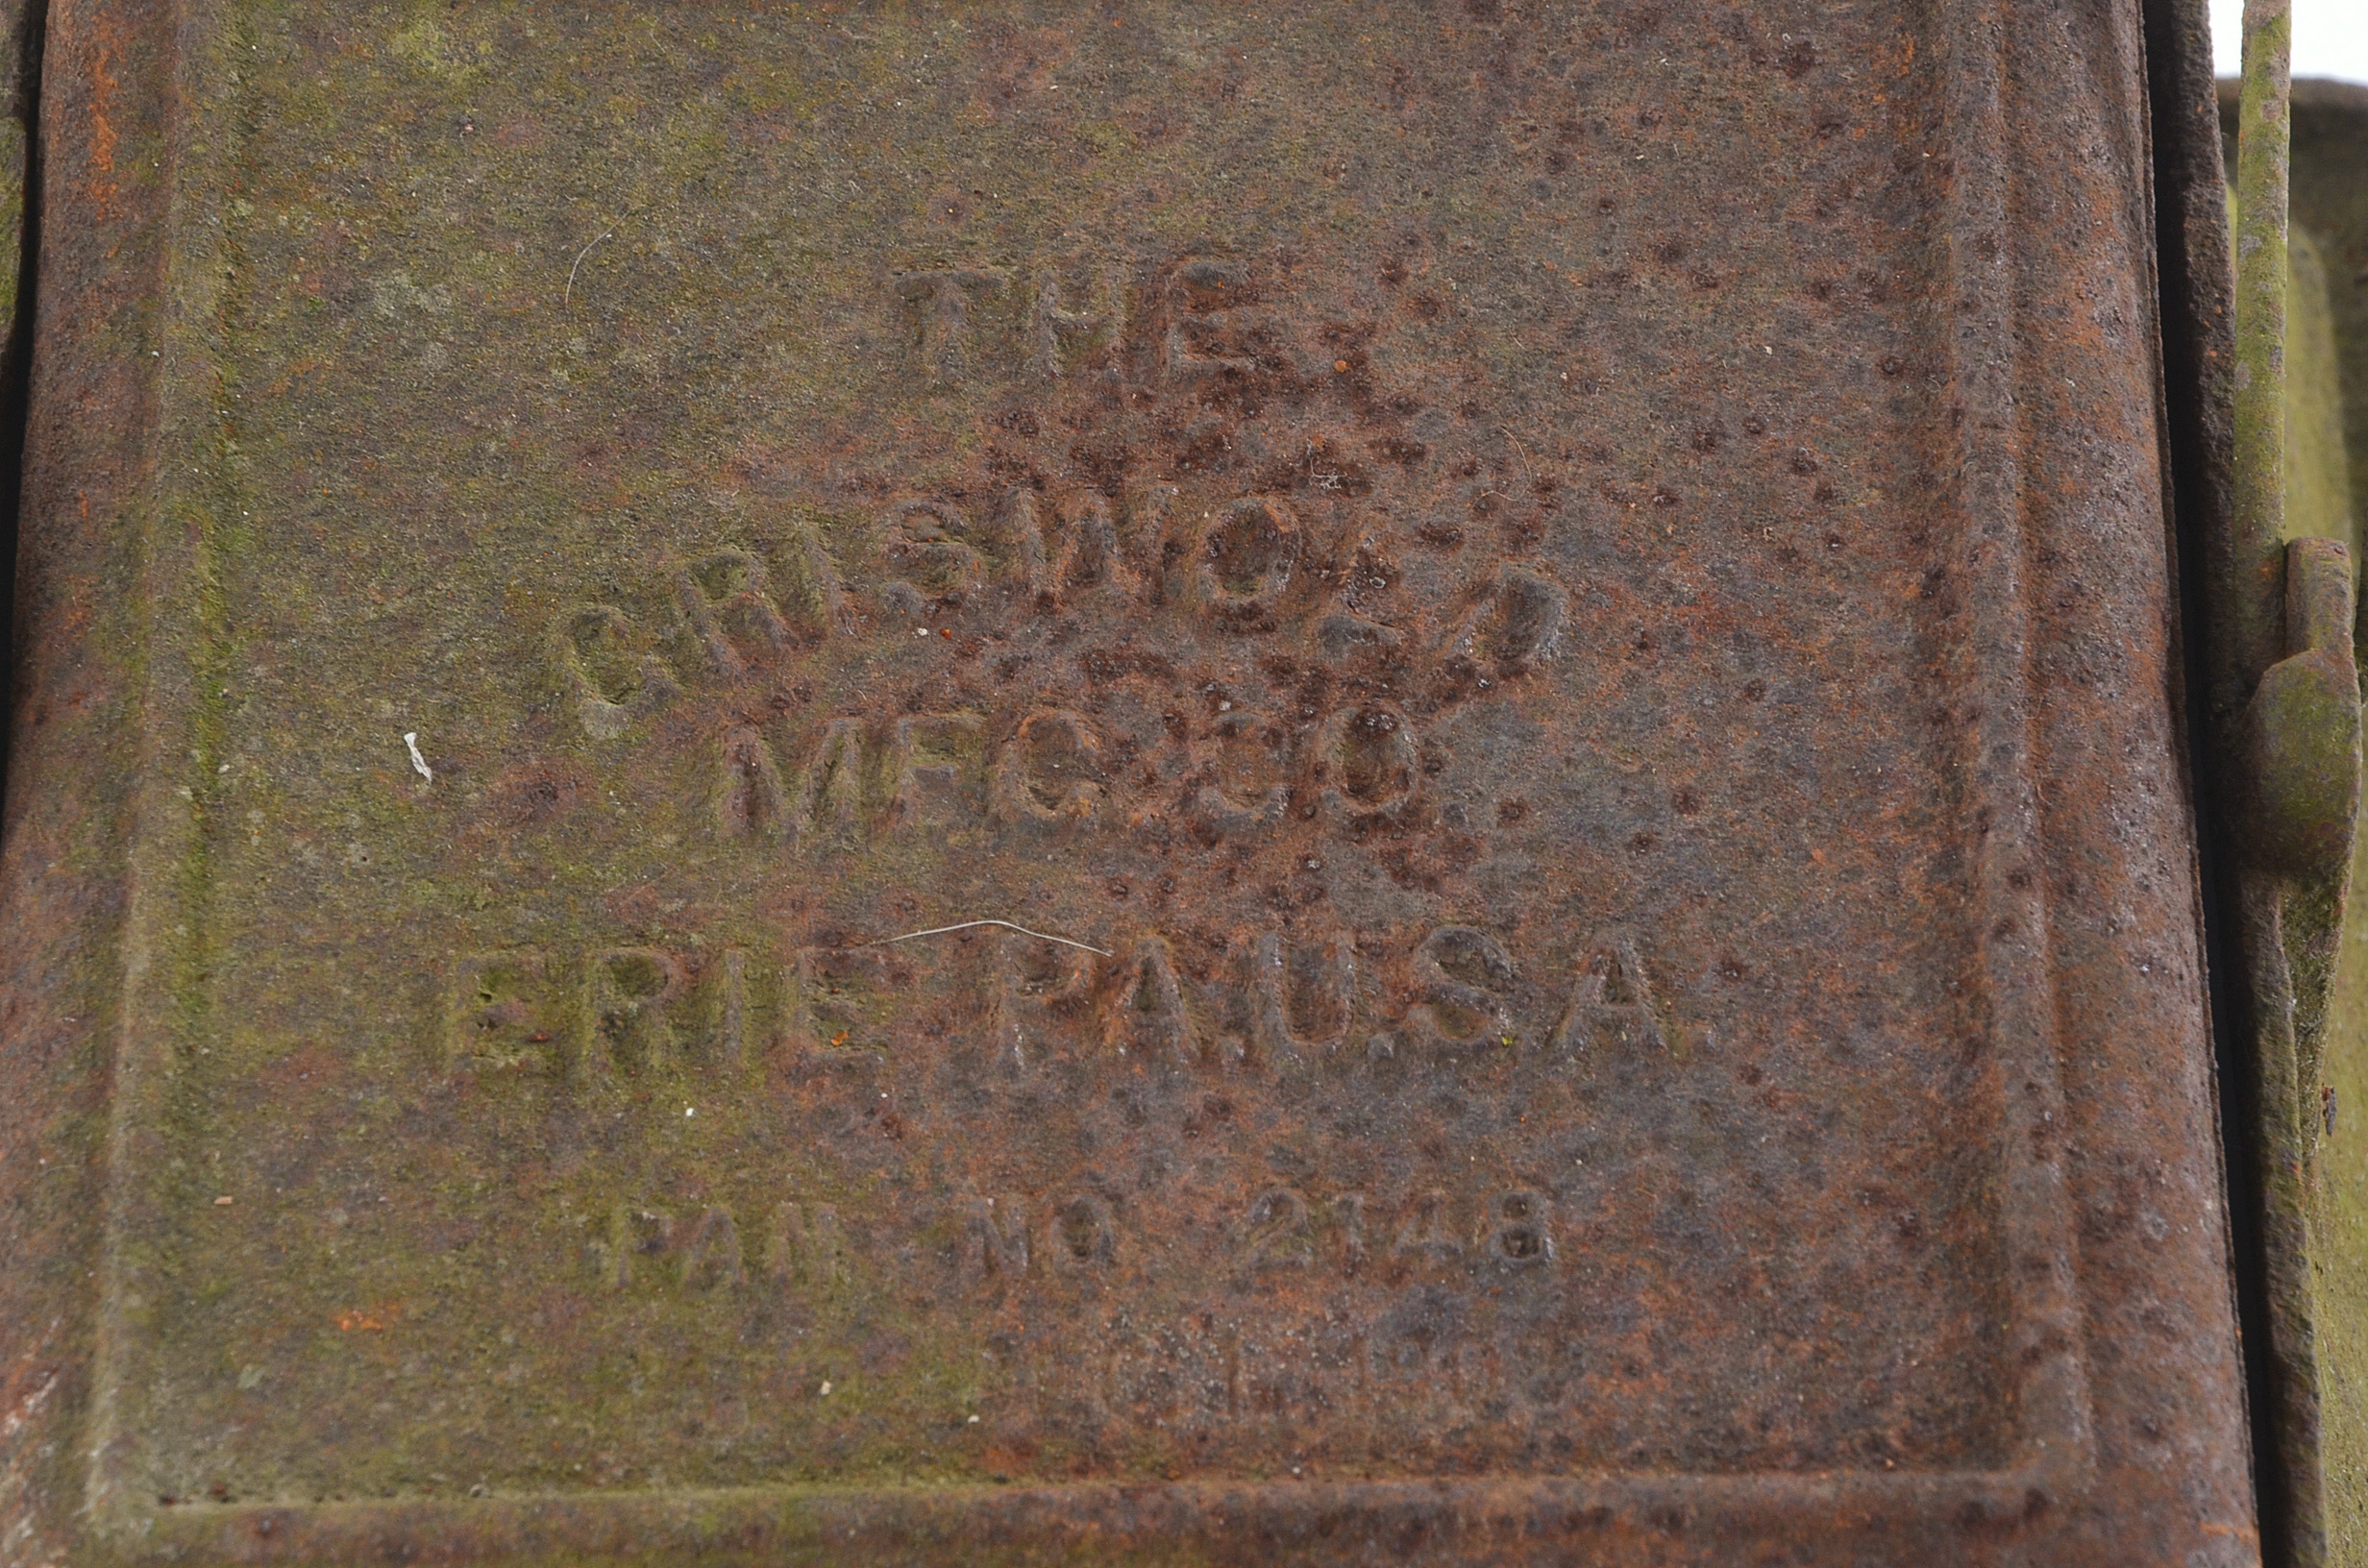 THE
GRISWOLD
MFG CO
ERIE PA.U.S.A.
PAN NO 2148